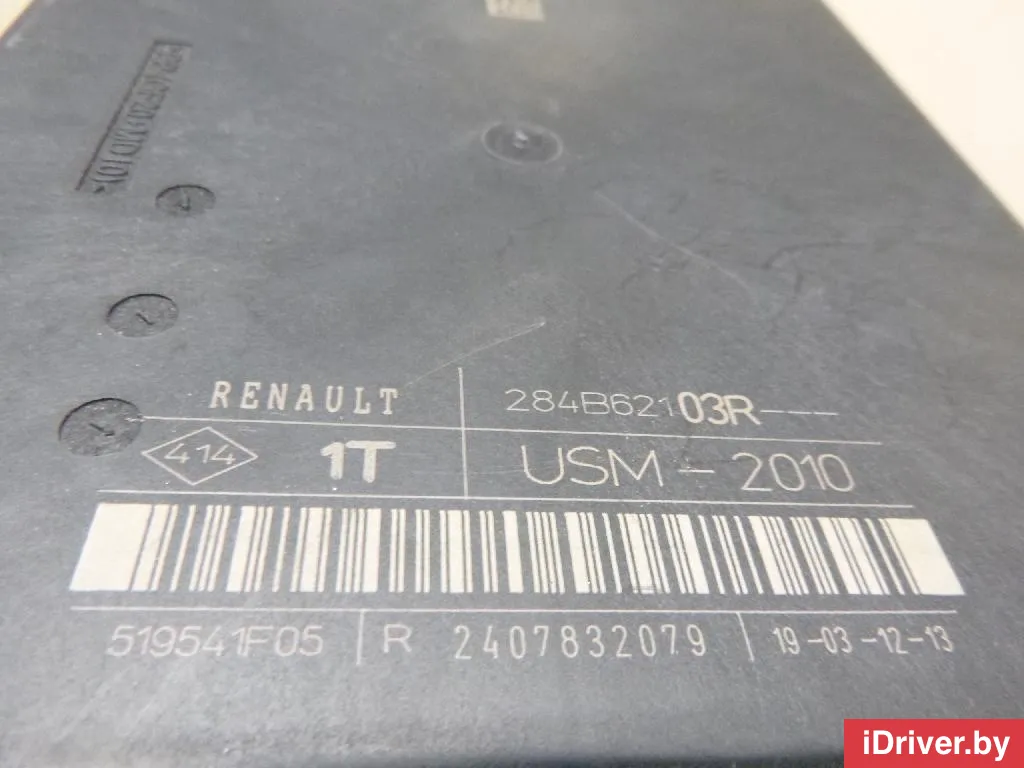 RENAULT 284B62103R----
414 1T USM-2010
519541F05 R 2407832079 19-03-12-13
iDriver.by